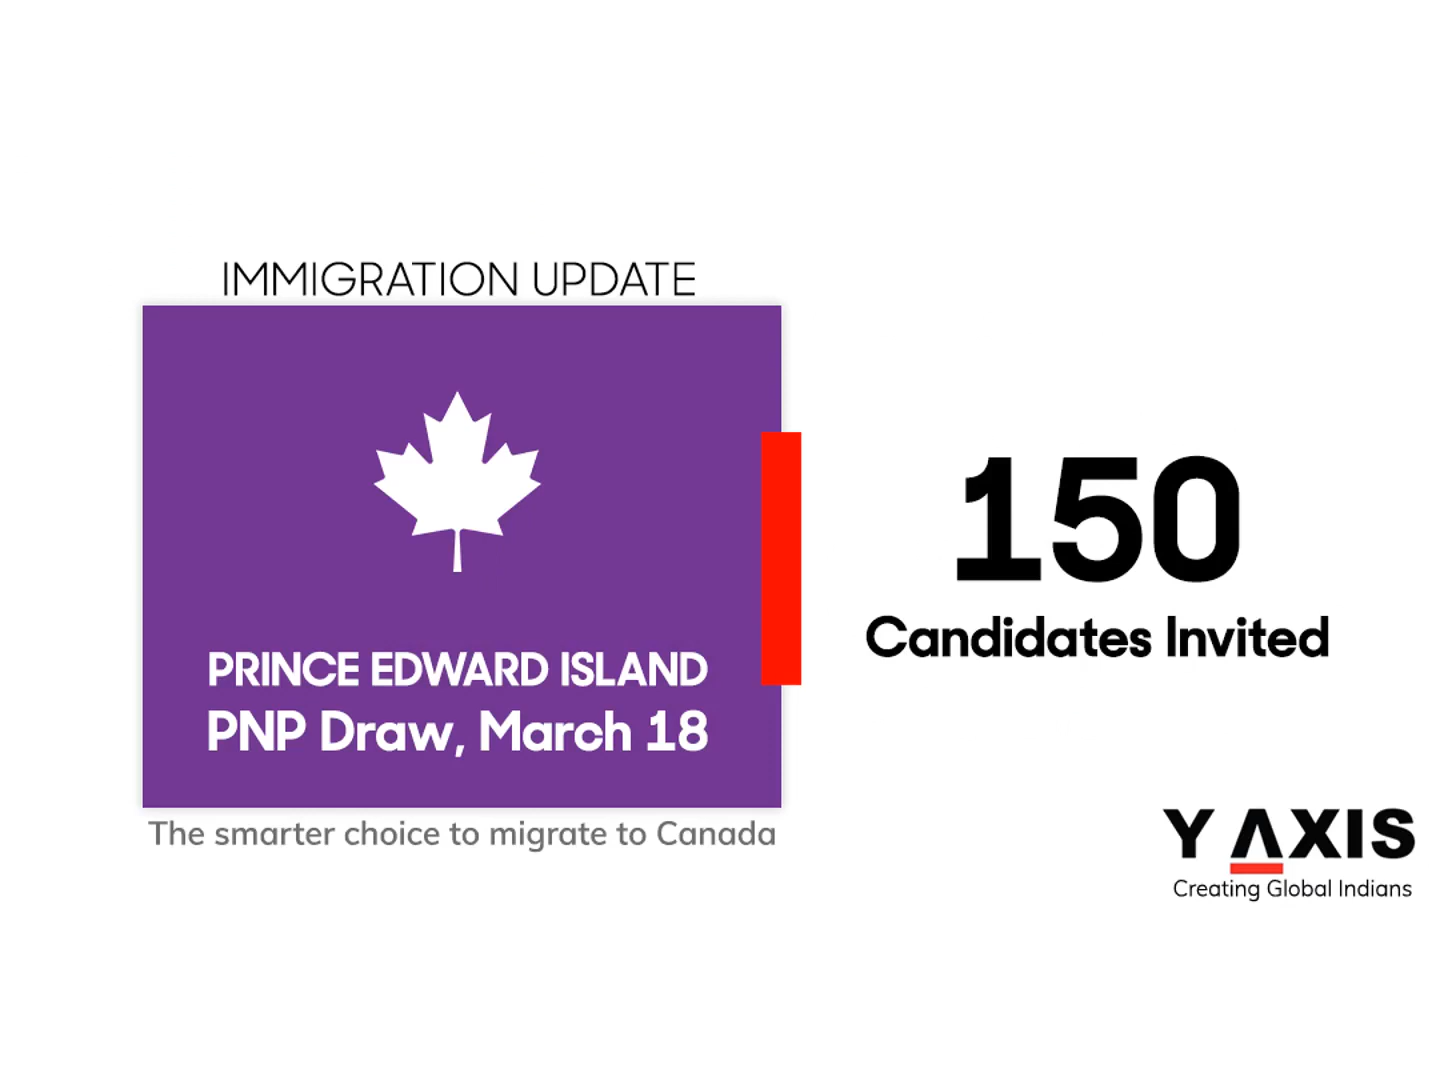 IMMIGRATION UPDATE
PRINCE EDWARD ISLAND
PNP Draw, March 18
The smarter choice to migrate to Canada
150
Candidates Invited
Y AXIS
Creating Global Indians